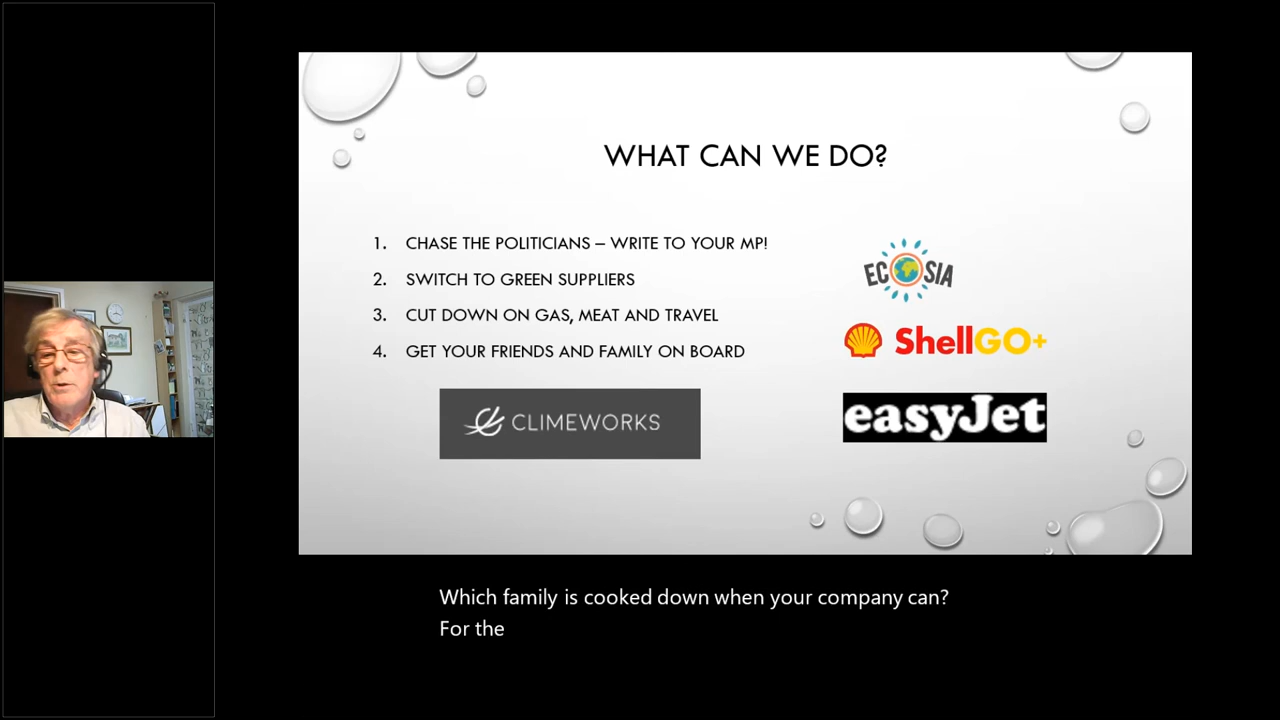 WHAT CAN WE DO?
1. CHASE THE POLITICIANS – WRITE TO YOUR MP!
2. SWITCH TO GREEN SUPPLIERS
3. CUT DOWN ON GAS, MEAT AND TRAVEL
4. GET YOUR FRIENDS AND FAMILY ON BOARD
CLIMEWORKS
ECOSIA
ShellGO+
easyJet
Which family is cooked down when your company can?
For the